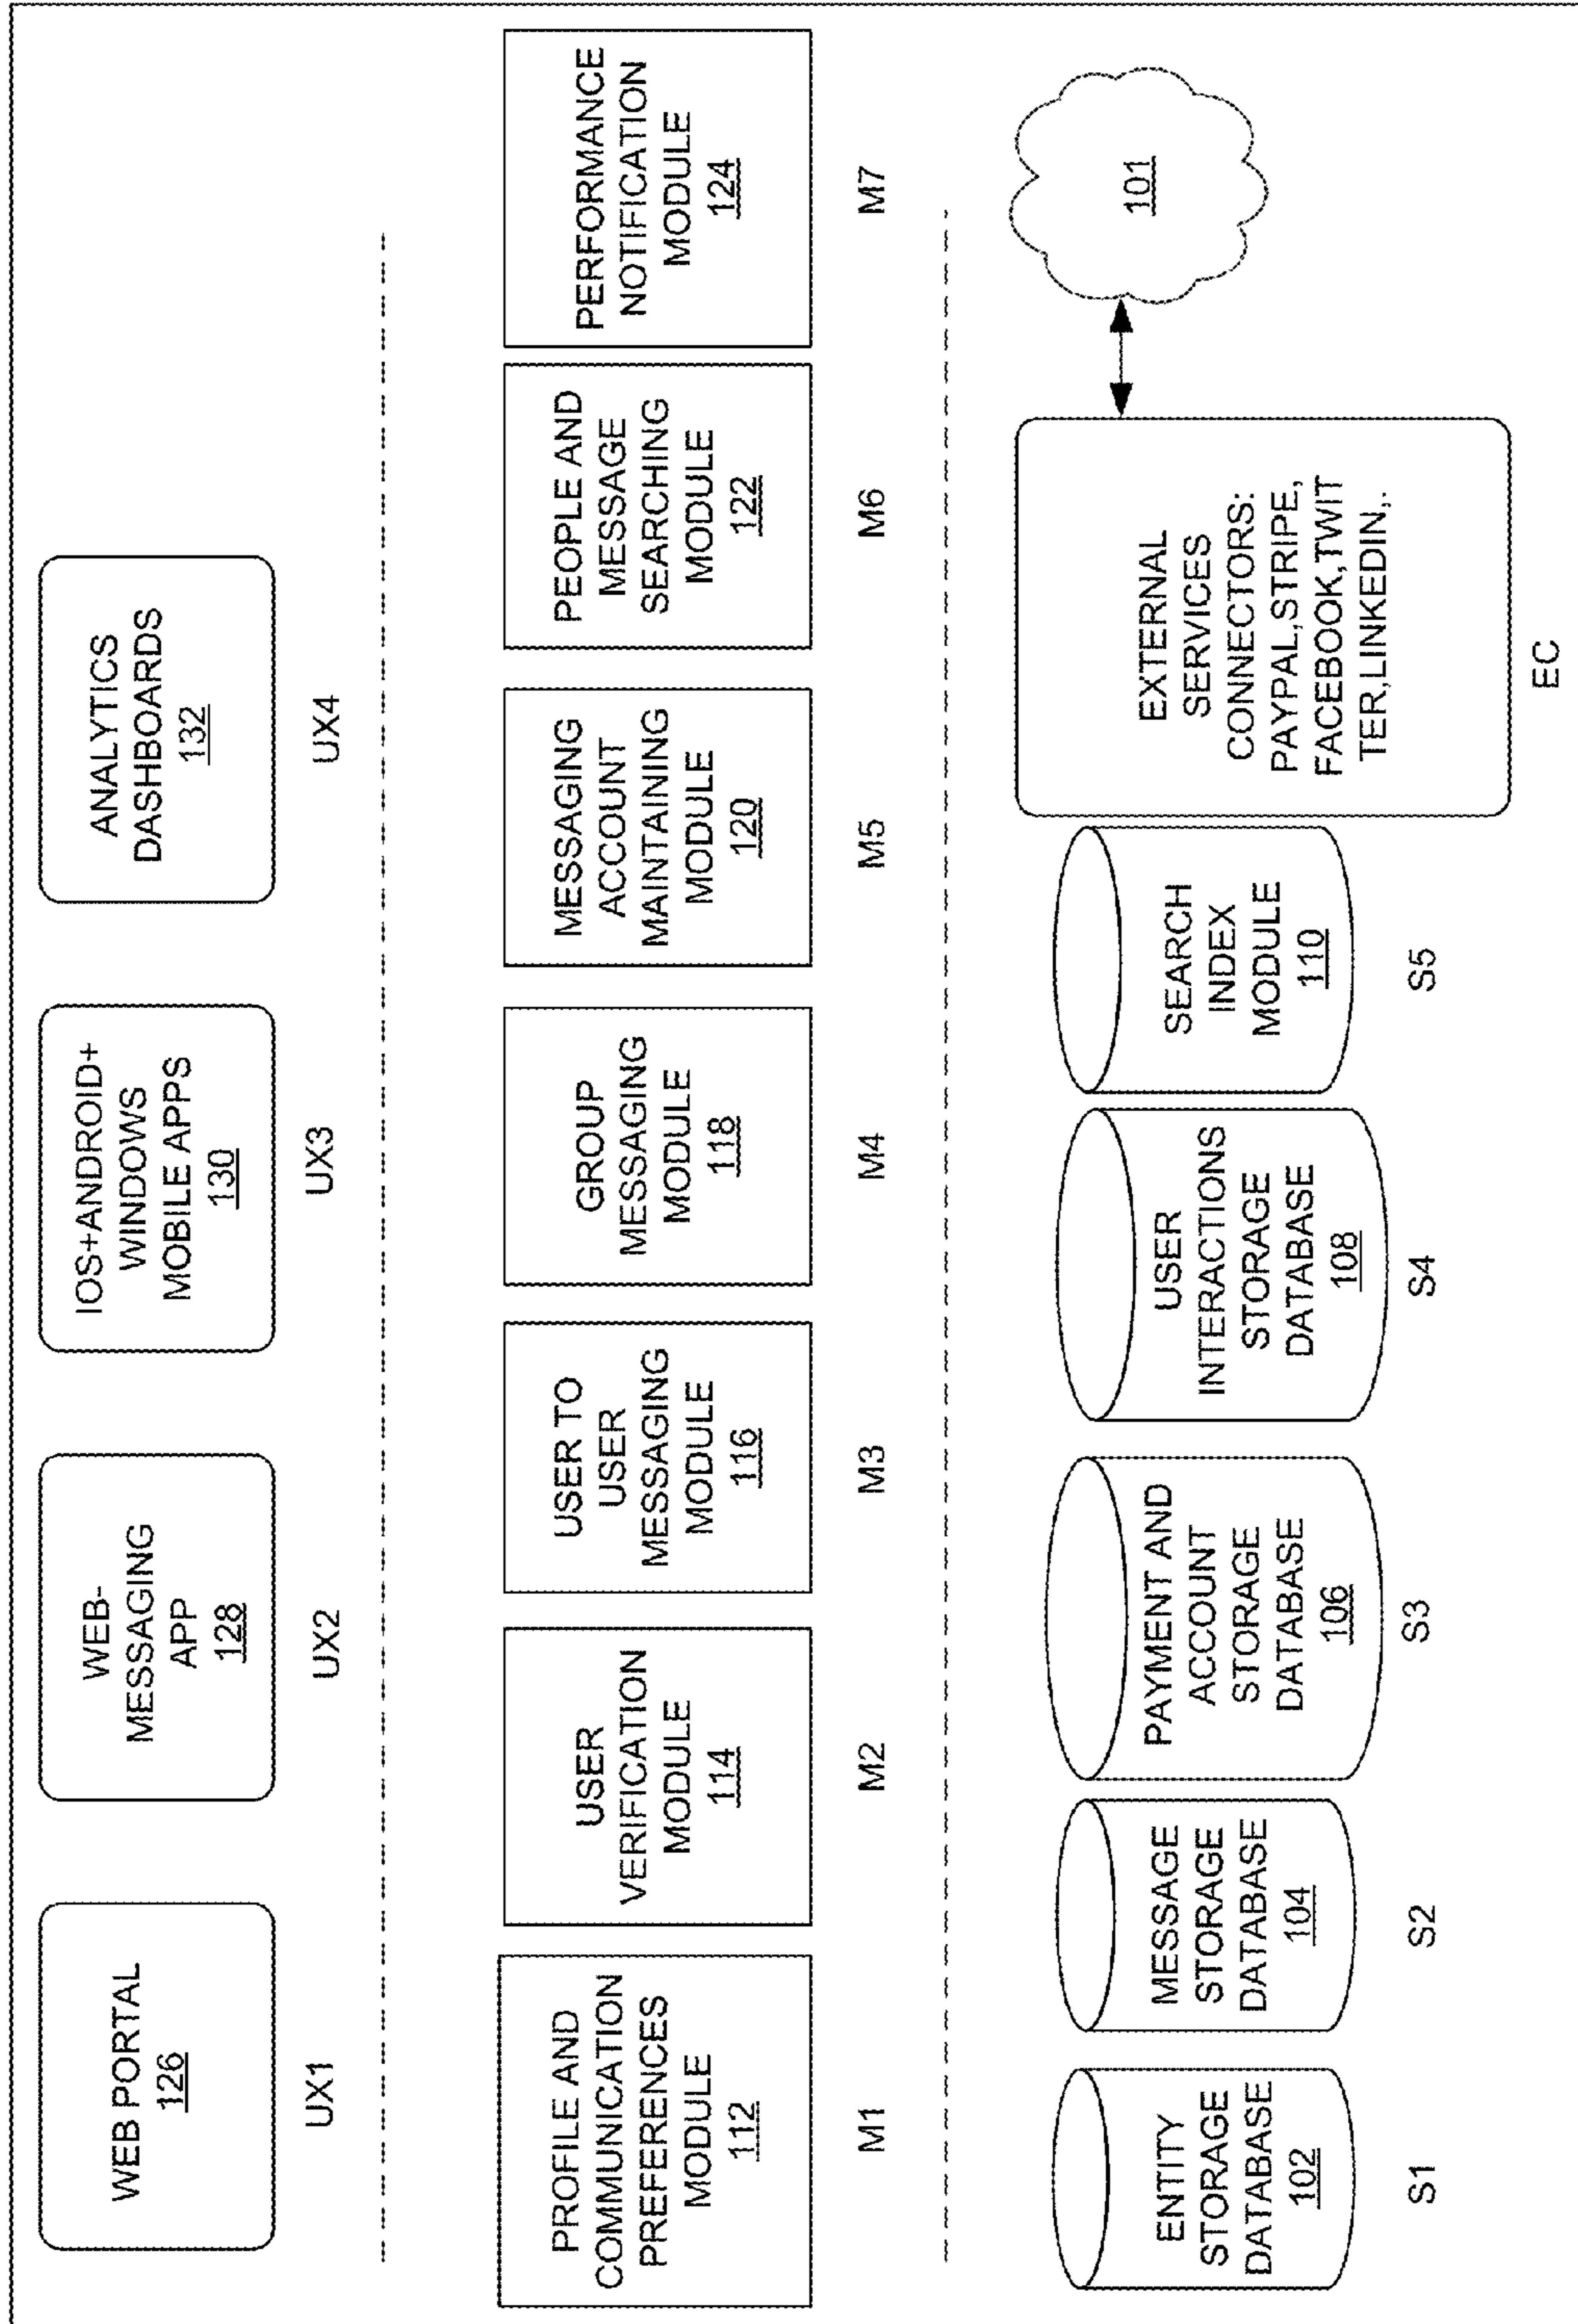 WEB PORTAL
126
UX1
WEB-
MESSAGING
APP
128
UX2
IOS+ANDROID+
WINDOWS
MOBILE APPS
130
UX3
ANALYTICS
DASHBOARDS
132
UX4
PROFILE AND
COMMUNICATION
PREFERENCES
MODULE
112
M1
USER
VERIFICATION
MODULE
114
M2
USER TO
USER
MESSAGING
MODULE
116
M3
GROUP
MESSAGING
MODULE
118
M4
MESSAGING
ACCOUNT
MAINTAINING
MODULE
120
M5
PEOPLE AND
MESSAGE
SEARCHING
MODULE
122
M6
PERFORMANCE
NOTIFICATION
MODULE
124
M7
ENTITY
STORAGE
DATABASE
102
S1
MESSAGE
STORAGE
DATABASE
104
S2
PAYMENT AND
ACCOUNT
STORAGE
DATABASE
106
S3
USER
INTERACTIONS
STORAGE
DATABASE
108
S4
SEARCH
INDEX
MODULE
110
S5
EXTERNAL
SERVICES
CONNECTORS:
PAYPAL,STRIPE,
FACEBOOK,TWIT
TER,LINKEDIN,.
EC
101